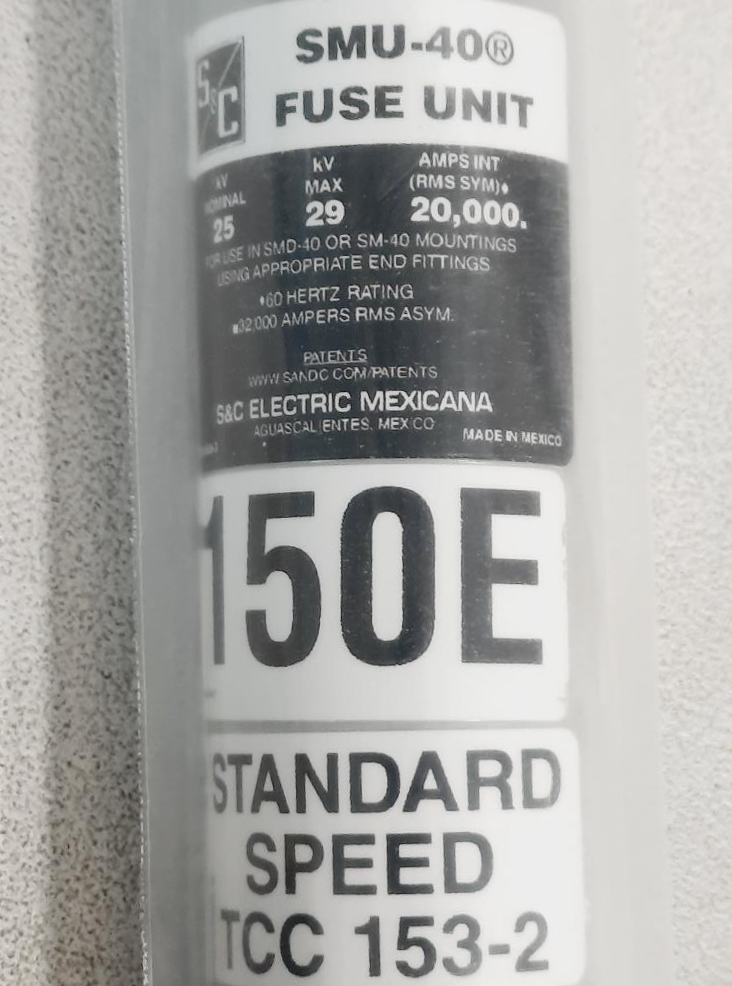 S&C
SMU-40®
FUSE UNIT
kV NOMINAL 25
kV MAX 29
AMPS INT (RMS SYM)♦ 20,000▪
FOR USE IN SMD-40 OR SM-40 MOUNTINGS
USING APPROPRIATE END FITTINGS
♦60 HERTZ RATING
▪32,000 AMPERS RMS ASYM.
PATENTS
WWW.SANDC.COM/PATENTS
S&C ELECTRIC MEXICANA
AGUASCALIENTES, MEXICO
MADE IN MEXICO
150E
STANDARD
SPEED
TCC 153-2